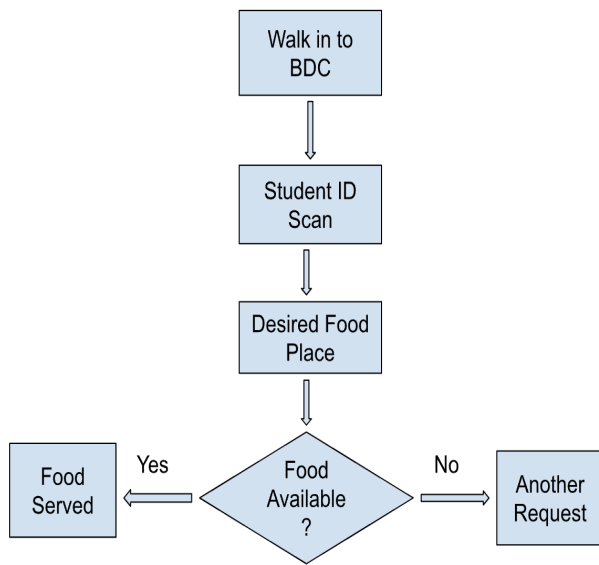 Walk in to
BDC
Student ID
Scan
Desired Food
Place
Yes
No
Food
Served
Food
Available
?
Another
Request